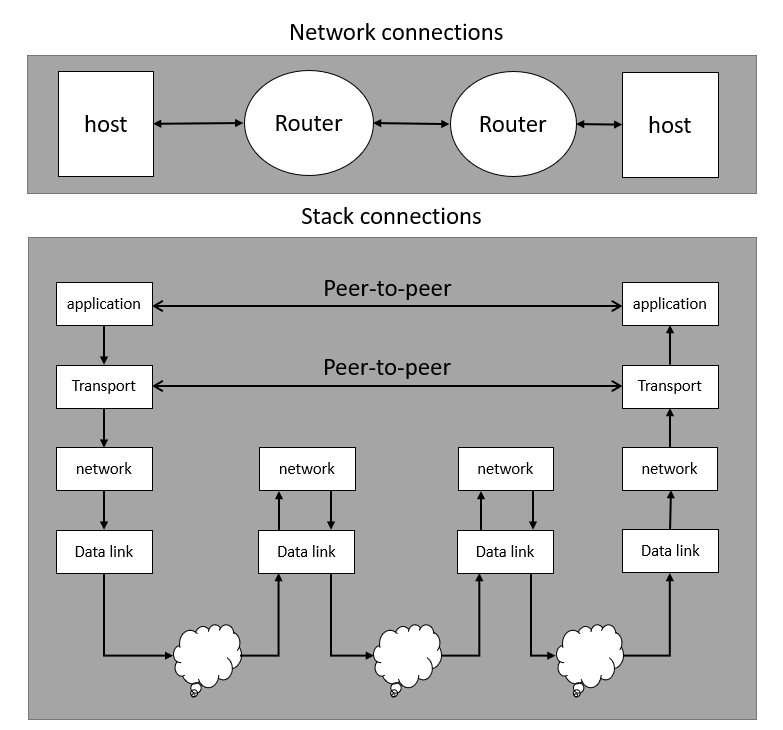 Network connections
host
Router
Router
host
Stack connections
application
Peer-to-peer
application
Transport
Peer-to-peer
Transport
network
network
network
network
Data link
Data link
Data link
Data link